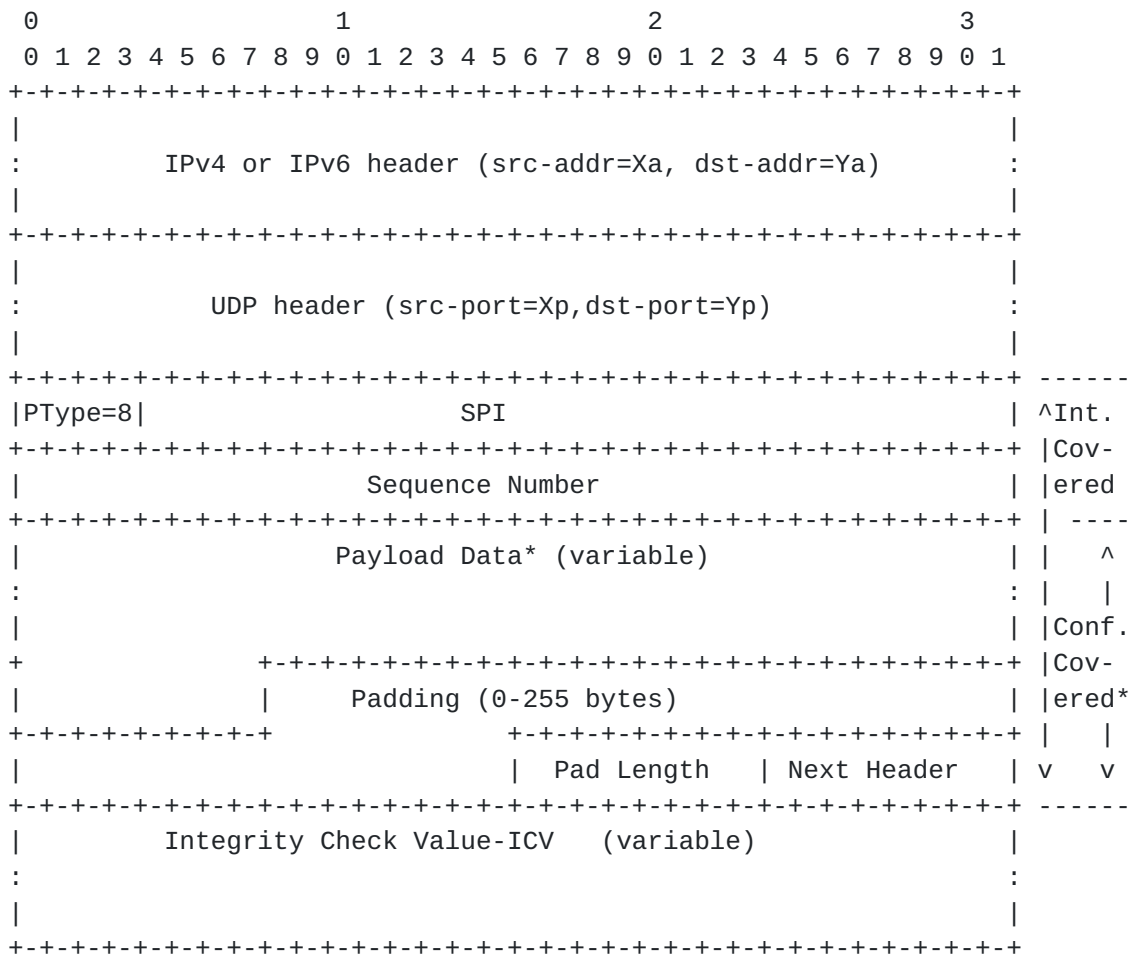 0                   1                   2                   3
 0 1 2 3 4 5 6 7 8 9 0 1 2 3 4 5 6 7 8 9 0 1 2 3 4 5 6 7 8 9 0 1
+-+-+-+-+-+-+-+-+-+-+-+-+-+-+-+-+-+-+-+-+-+-+-+-+-+-+-+-+-+-+-+-+
|                                                               |
:         IPv4 or IPv6 header (src-addr=Xa, dst-addr=Ya)        :
|                                                               |
+-+-+-+-+-+-+-+-+-+-+-+-+-+-+-+-+-+-+-+-+-+-+-+-+-+-+-+-+-+-+-+-+
|                                                               |
:            UDP header (src-port=Xp,dst-port=Yp)               :
|                                                               |
+-+-+-+-+-+-+-+-+-+-+-+-+-+-+-+-+-+-+-+-+-+-+-+-+-+-+-+-+-+-+-+-+ ------
|PType=8|                    SPI                                | ^Int.
+-+-+-+-+-+-+-+-+-+-+-+-+-+-+-+-+-+-+-+-+-+-+-+-+-+-+-+-+-+-+-+-+ |Cov-
|                      Sequence Number                          | |ered
+-+-+-+-+-+-+-+-+-+-+-+-+-+-+-+-+-+-+-+-+-+-+-+-+-+-+-+-+-+-+-+-+ | ----
|                    Payload Data* (variable)                   | |   ^
:                                                               : |   |
|                                                               | |Conf.
+               +-+-+-+-+-+-+-+-+-+-+-+-+-+-+-+-+-+-+-+-+-+-+-+-+ |Cov-
|               |     Padding (0-255 bytes)                     | |ered*
+-+-+-+-+-+-+-+-+               +-+-+-+-+-+-+-+-+-+-+-+-+-+-+-+-+ |   |
|                               |  Pad Length   | Next Header   | v   v
+-+-+-+-+-+-+-+-+-+-+-+-+-+-+-+-+-+-+-+-+-+-+-+-+-+-+-+-+-+-+-+-+ ------
|         Integrity Check Value-ICV   (variable)                |
:                                                               :
|                                                               |
+-+-+-+-+-+-+-+-+-+-+-+-+-+-+-+-+-+-+-+-+-+-+-+-+-+-+-+-+-+-+-+-+